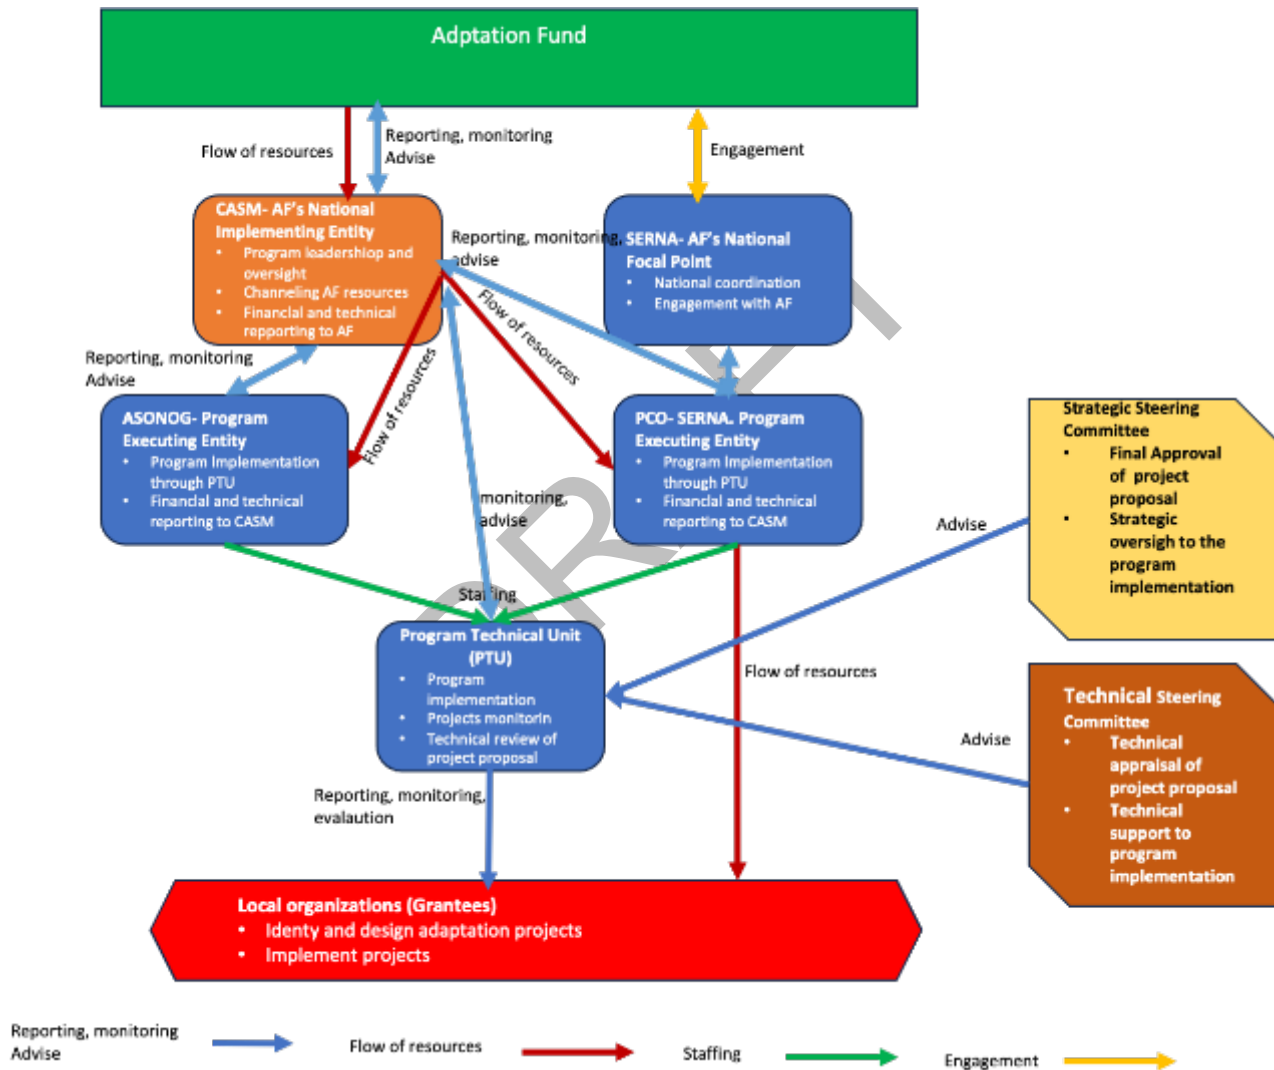 Adptation Fund
Flow of resources
Reporting, monitoring
Advise
Engagement
CASM- AF's National
Implementing Entity
• Program leadershiop and
oversight
• Channeling AF resources
• Financial and technical
repporting to AF
Reporting, monitoring,
advise
SERNA- AF's National
Focal Point
• National coordination
• Engagement with AF
Flow of resources
Reporting, monitoring
Advise
Flow of resources
ASONOG- Program
Executing Entity
• Program Implementation
through PTU
• Financial and technical
reporting to CASM
monitoring,
advise
PCO- SERNA. Program
Executing Entity
• Program Implementation
through PTU
• Financial and technical
reporting to CASM
Strategic Steering
Committee
• Final Approval
of project
proposal
• Strategic
oversigh to the
program
implementation
Advise
Staffing
Program Technical Unit
(PTU)
• Program
implementation
• Projects monitorin
• Technical review of
project proposal
Flow of resources
Technical Steering
Committee
• Technical
appraisal of
project proposal
• Technical
support to
program
implementation
Advise
Reporting, monitoring,
evalaution
Local organizations (Grantees)
• Identy and design adaptation projects
• Implement projects
Reporting, monitoring
Advise
Flow of resources
Staffing
Engagement